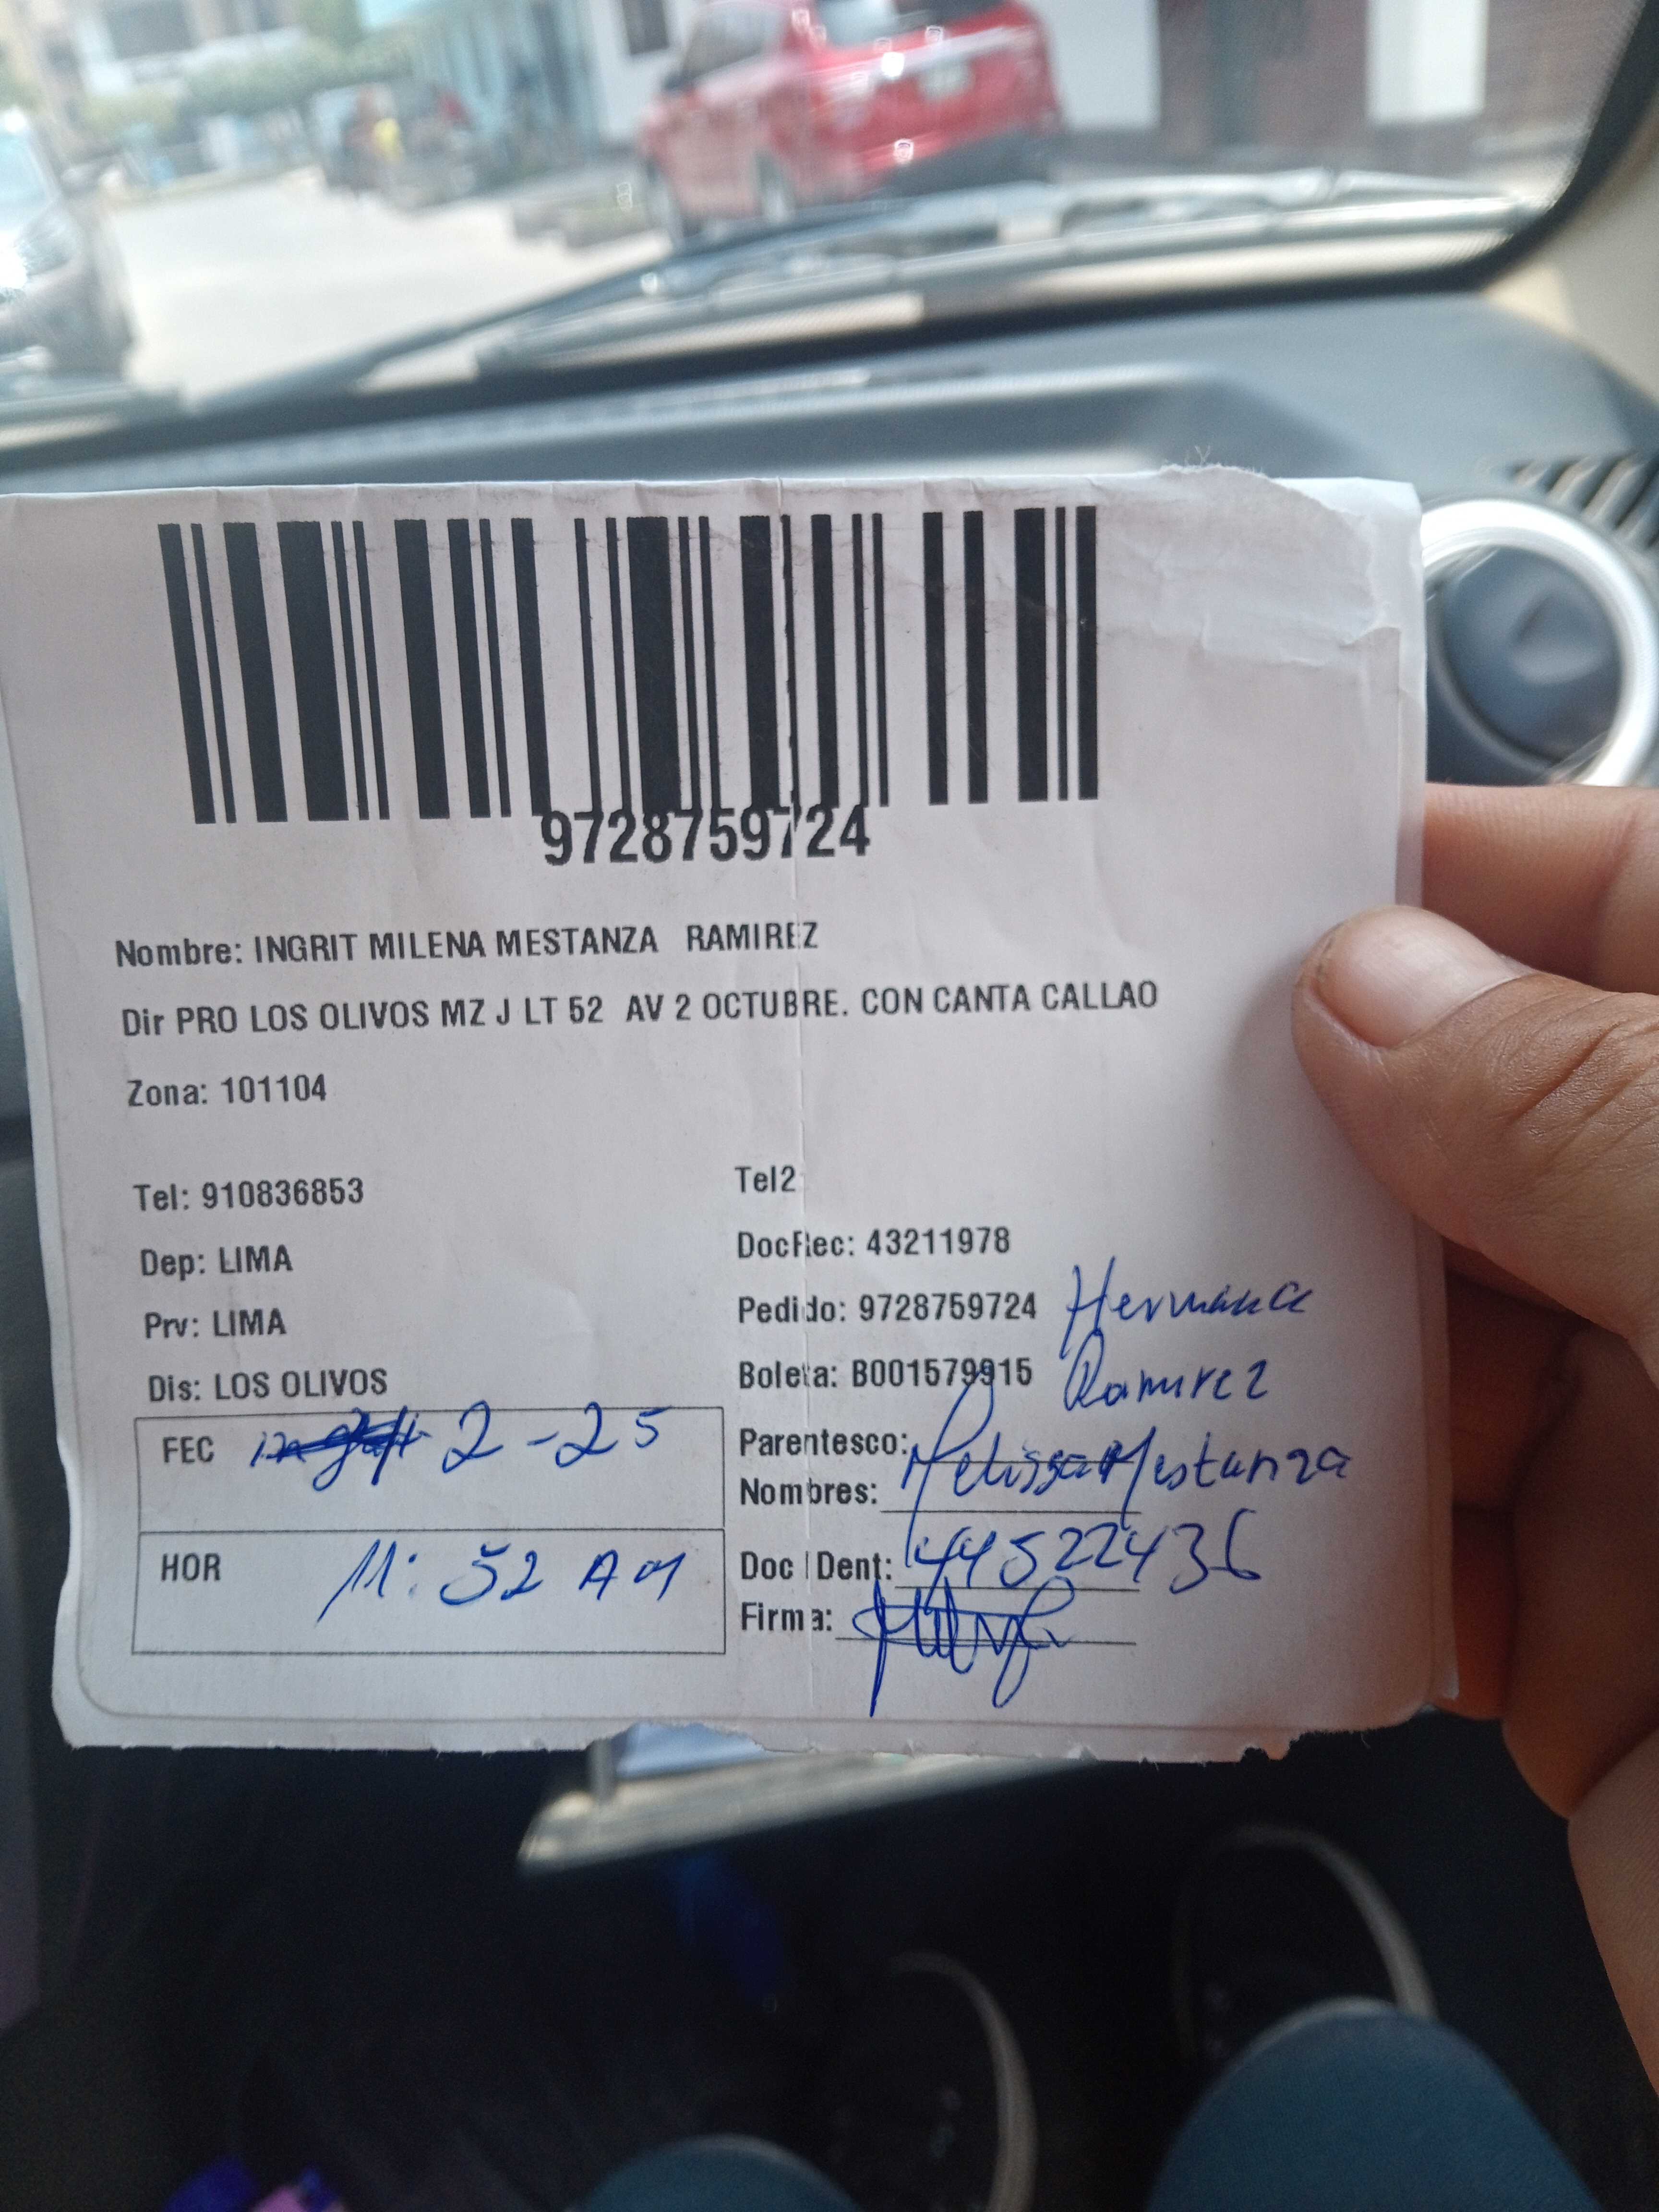 9728759724
Nombre: INGRIT MILENA MESTANZA RAMIREZ
Dir PRO LOS OLIVOS MZ J LT 52 AV 2 OCTUBRE. CON CANTA CALLAO
Zona: 101104
Tel: 910836853
Dep: LIMA
Prv: LIMA
Dis: LOS OLIVOS
FEC 2-25
HOR 11:52 AM
Tel2
DocRec: 43211978
Pedido: 9728759724 Hermana
Boleta: B001579915 Ramirez
Parentesco:
Nombres: Melissa Mestanza
Doc Dent: 44522436
Firma: